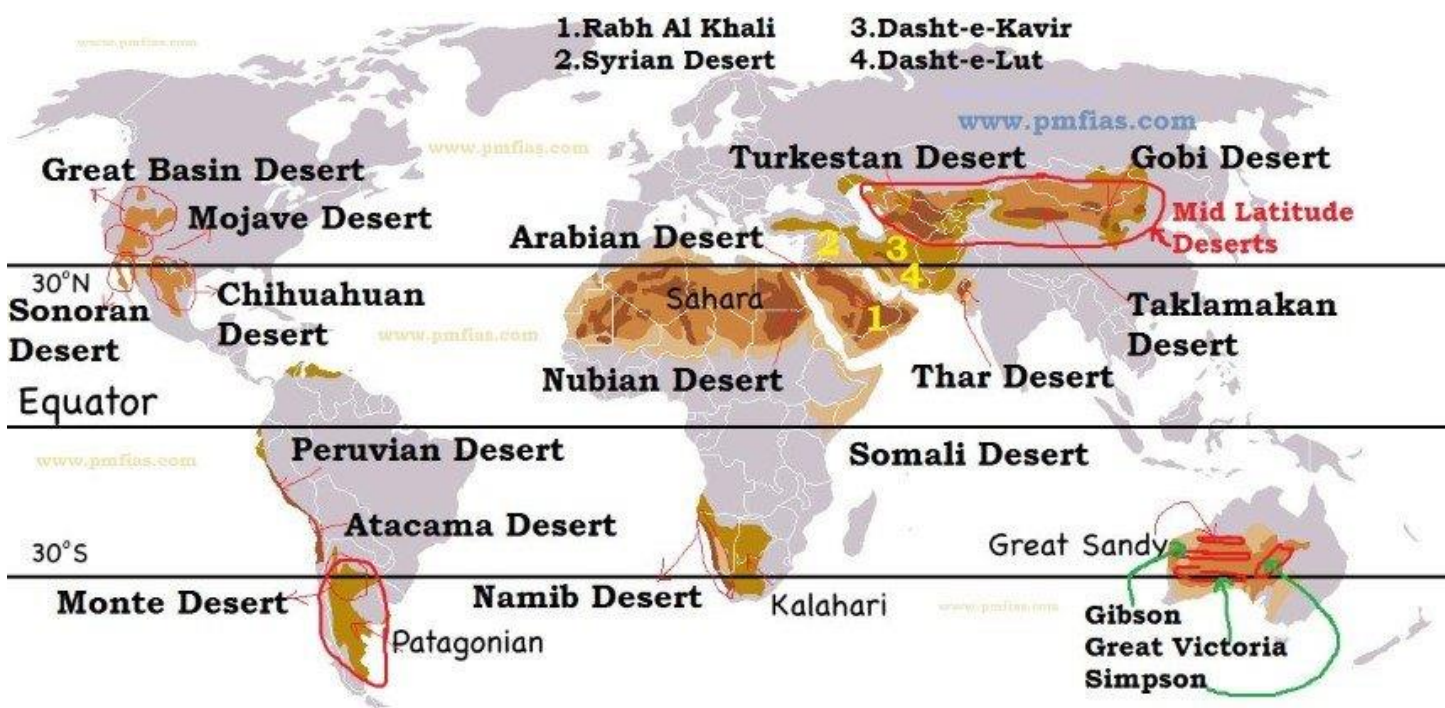 1.Rabh Al Khali
3.Dasht-e-Kavir
www.pmfias.com
2.Syrian Desert
4.Dasht-e-Lut
www.pmfias.com
www.pmfias.com
Great Basin Desert
Turkestan Desert
Gobi Desert
Mojave Desert
Mid Latitude
Deserts
Arabian Desert
2
3
30°N
4
Sonoran
Desert
Chihuahuan
Desert
Sahara
1
Taklamakan
Desert
www.pmfias.com
Nubian Desert
Thar Desert
Equator
Peruvian Desert
Somali Desert
www.pmfias.com
Atacama Desert
30°S
Great Sandy
Monte Desert
Namib Desert
Kalahari
www.pmfias.com
Patagonian
Gibson
Great Victoria
Simpson